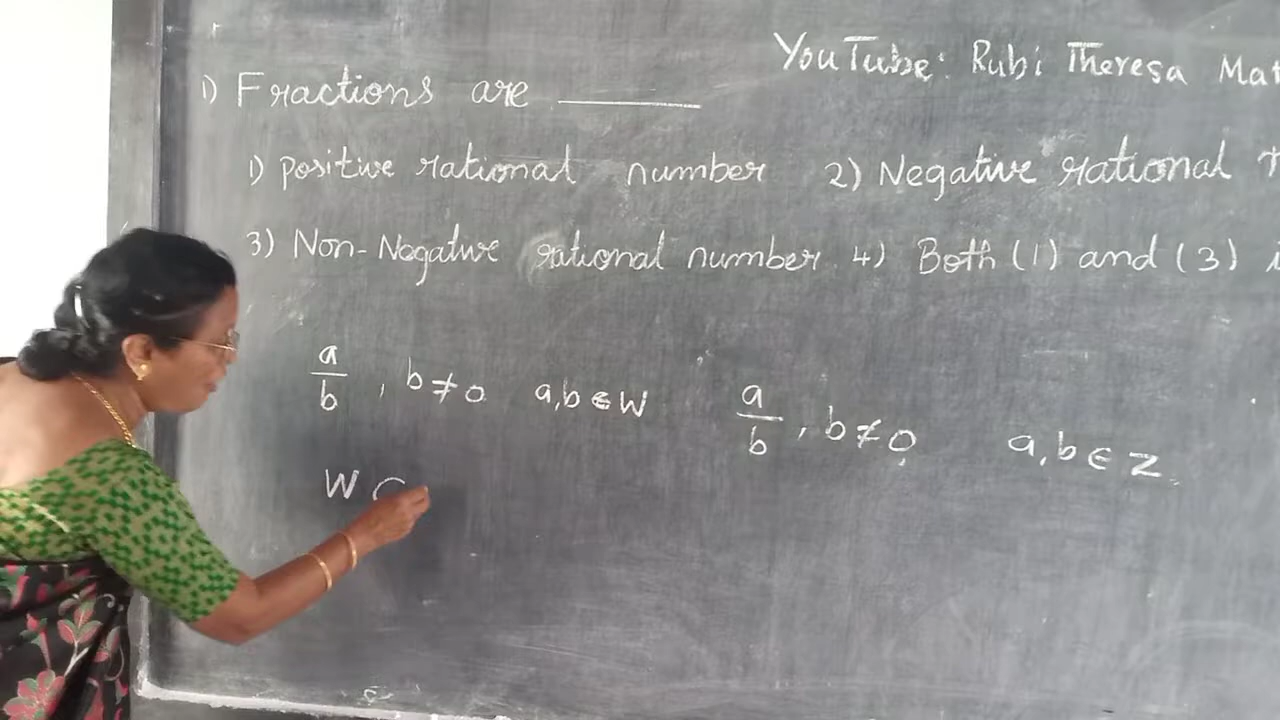 YouTube: Rubi Theresa
1) Fractions are ______
1) positive rational number 2) Negative rational
3) Non-Negative rational number 4) Both (1) and (3)
a/b , b≠0 a,b ∈ W a/b , b≠0 a,b ∈ Z
W ⊂